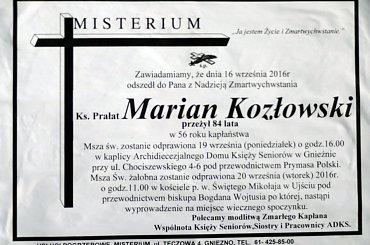 MISTERIUM
„Ja jestem Życie i Zmartwychwstanie."
ś.p.
Zawiadamiamy, że dnia 16 września 2016r
odszedł do Pana z Nadzieją Zmartwychwstania
Ks. Prałat Marian Kozłowski
przeżył 84 lata
w 56 roku kapłaństwa
Msza św. zostanie odprawiona 19 września (poniedziałek) o godz.16.00
w kaplicy Archidiecezjalnego Domu Księży Seniorów w Gnieźnie
przy ul. Chociszewskiego 4-6 pod przewodnictwem Prymasa Polski.
Msza Św. żałobna zostanie odprawiona 20 września (wtorek) 2016r.
o godz.11.00 w kościele p. w. Świętego Mikołaja w Ujściu pod
przewodnictwem biskupa Bogdana Wojtusia po której, nastąpi
wyprowadzenie na miejsce wiecznego spoczynku.
Polecamy modlitwą Zmarłego Kapłana
Wspólnota Księży Seniorów,Siostry i Pracownicy ADKS.
USŁUGI POGRZEBOWE MISTERIUM UL. TĘCZOWA 4, GNIEZNO. TEL. 61- 425-85-00